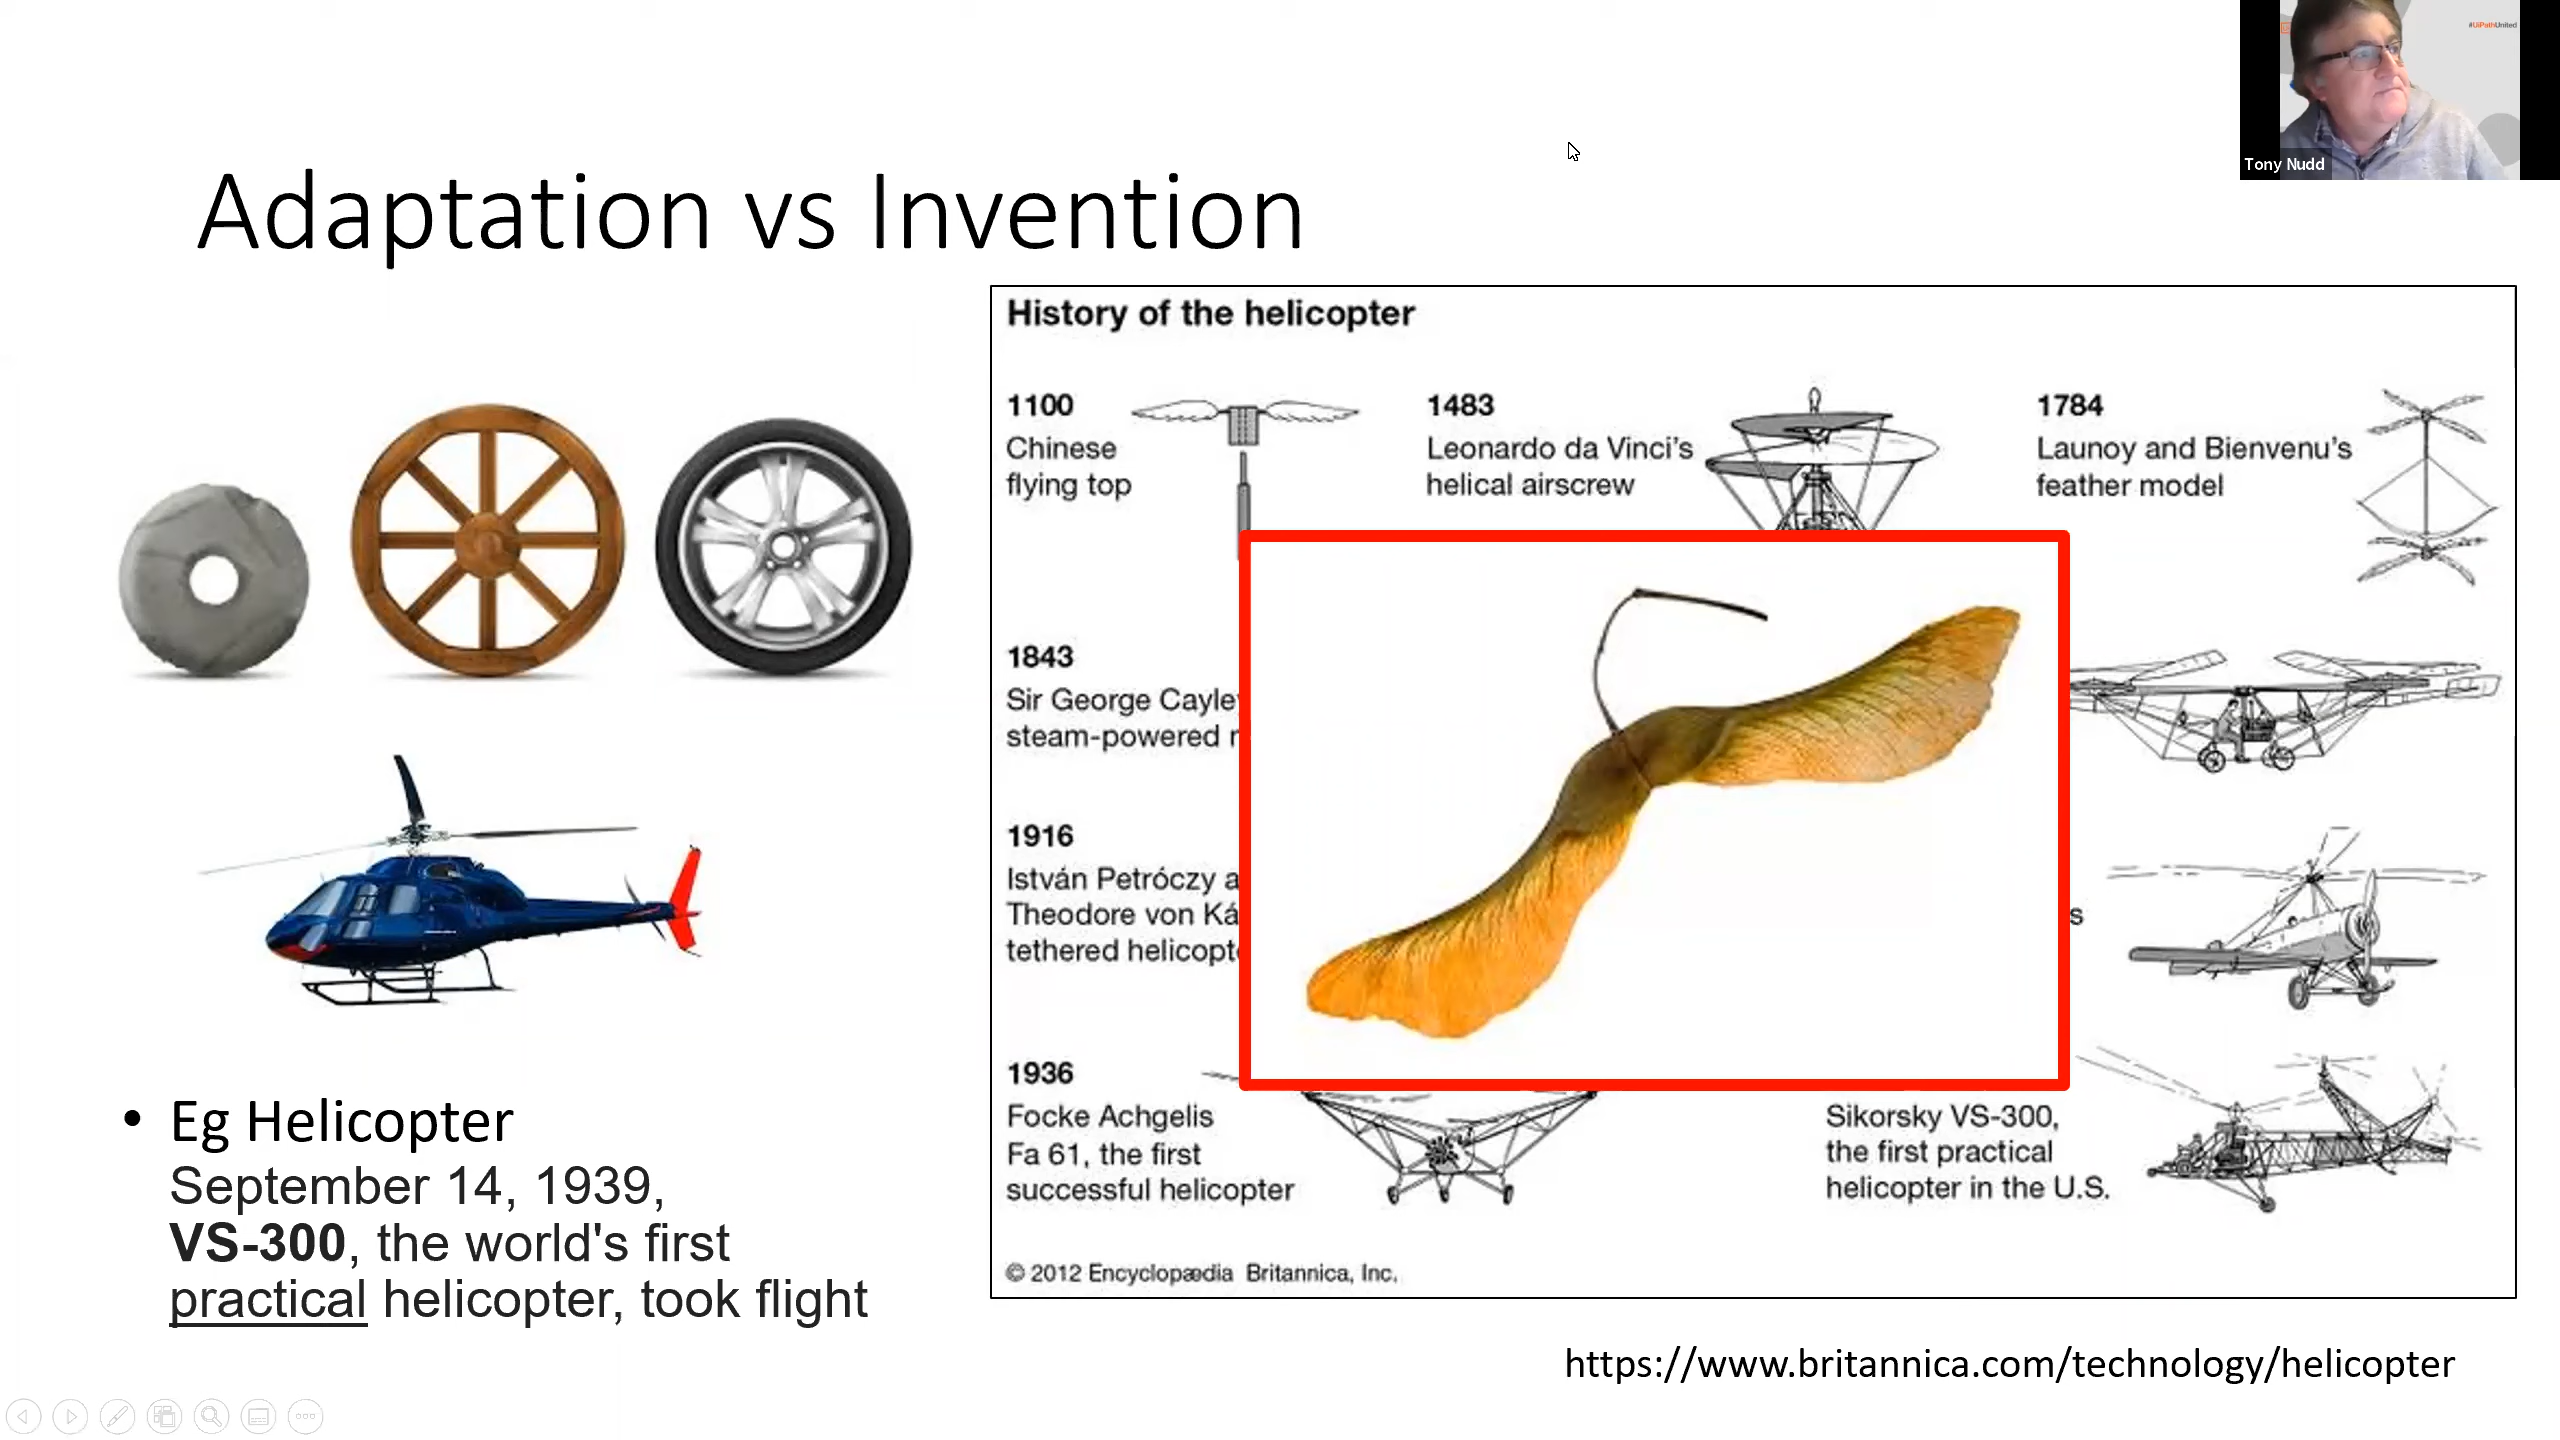 #UiPathUnited
Tony Nudd
Adaptation vs Invention
History of the helicopter
1100
Chinese
flying top
1483
Leonardo da Vinci's
helical airscrew
1784
Launoy and Bienvenu's
feather model
1843
Sir George Cayley
steam-powered
1916
István Petróczy a
Theodore von Ká
tethered helicopt
s
1936
Focke Achgelis
Fa 61, the first
successful helicopter
Sikorsky VS-300,
the first practical
helicopter in the U.S.
© 2012 Encyclopædia Britannica, Inc.
• Eg Helicopter
September 14, 1939,
VS-300, the world's first
practical helicopter, took flight
https://www.britannica.com/technology/helicopter